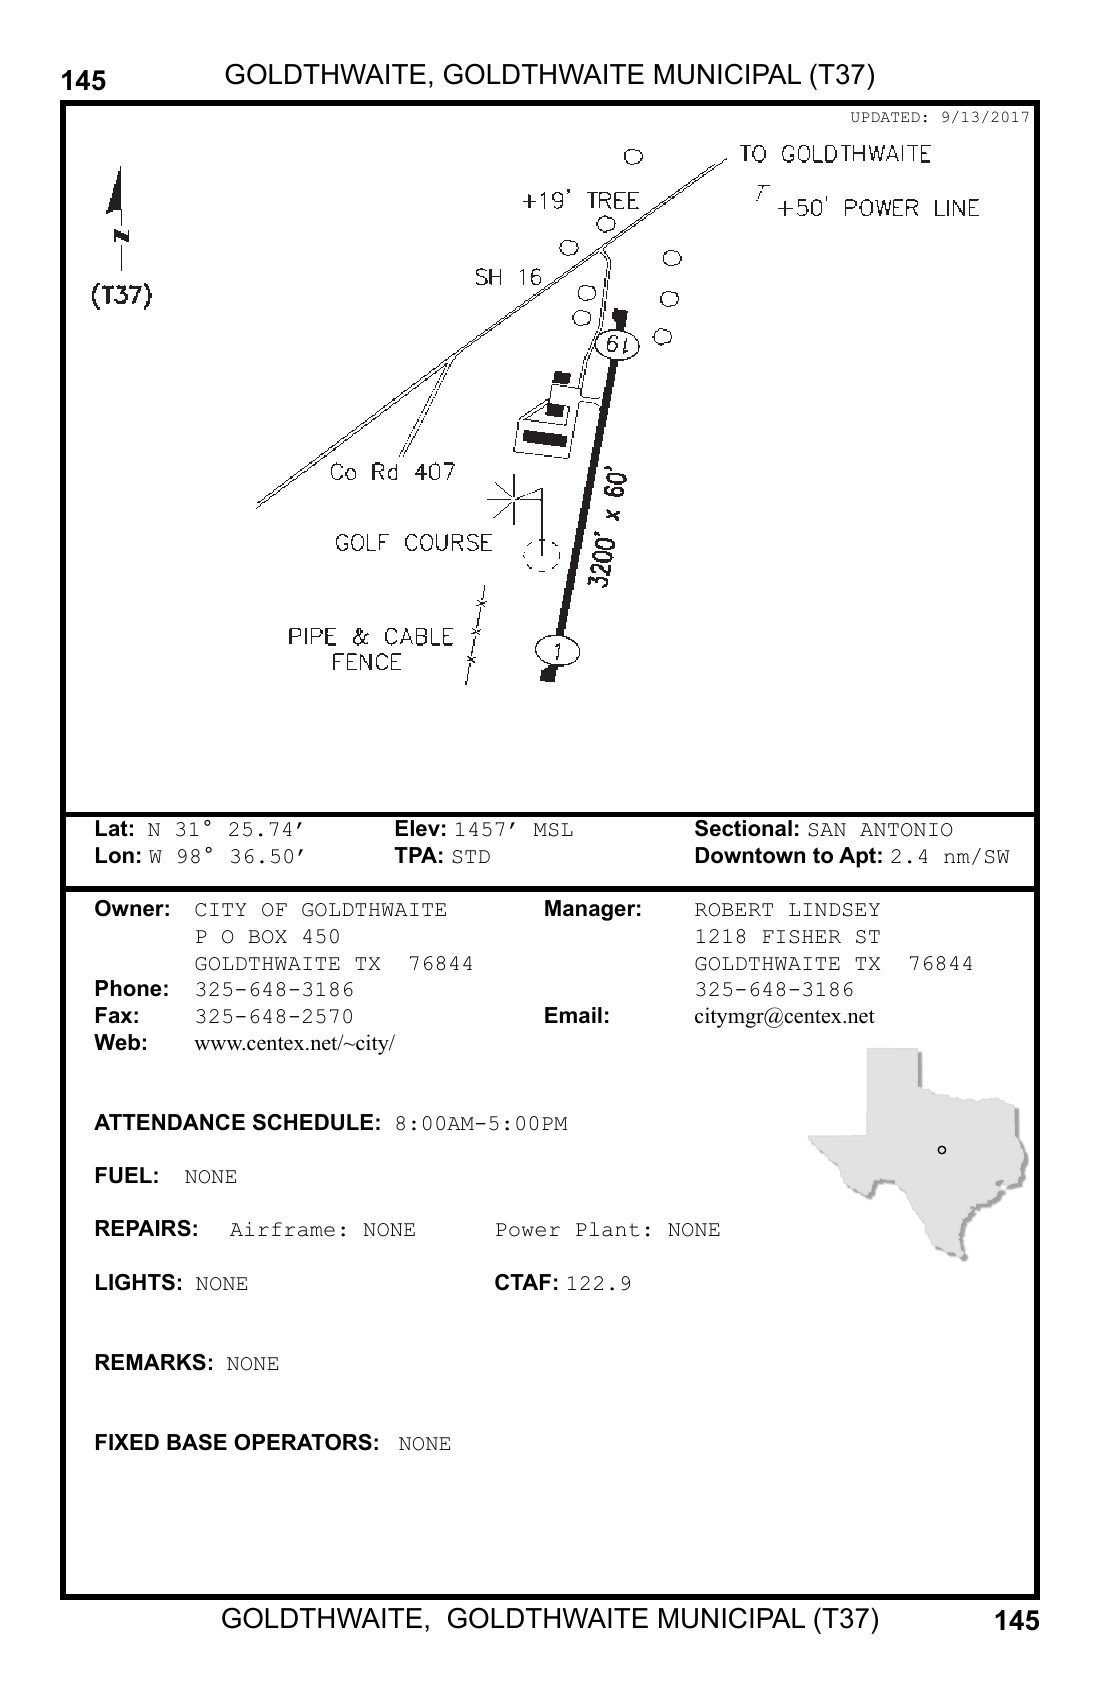 145 GOLDTHWAITE, GOLDTHWAITE MUNICIPAL (T37)
UPDATED: 9/13/2017
TO GOLDTHWAITE
+19' TREE
+50' POWER LINE
N
SH 16
(T37)
19
Co Rd 407
3200' x 60'
GOLF COURSE
PIPE & CABLE
FENCE
1
Lat: N 31° 25.74′ Elev: 1457′ MSL Sectional: SAN ANTONIO
Lon: W 98° 36.50′ TPA: STD Downtown to Apt: 2.4 nm/SW
Owner: CITY OF GOLDTHWAITE Manager: ROBERT LINDSEY
P O BOX 450 1218 FISHER ST
GOLDTHWAITE TX 76844 GOLDTHWAITE TX 76844
Phone: 325-648-3186 325-648-3186
Fax: 325-648-2570 Email: citymgr@centex.net
Web: www.centex.net/~city/
ATTENDANCE SCHEDULE: 8:00AM-5:00PM
FUEL: NONE
REPAIRS: Airframe: NONE Power Plant: NONE
LIGHTS: NONE CTAF: 122.9
REMARKS: NONE
FIXED BASE OPERATORS: NONE
GOLDTHWAITE, GOLDTHWAITE MUNICIPAL (T37) 145